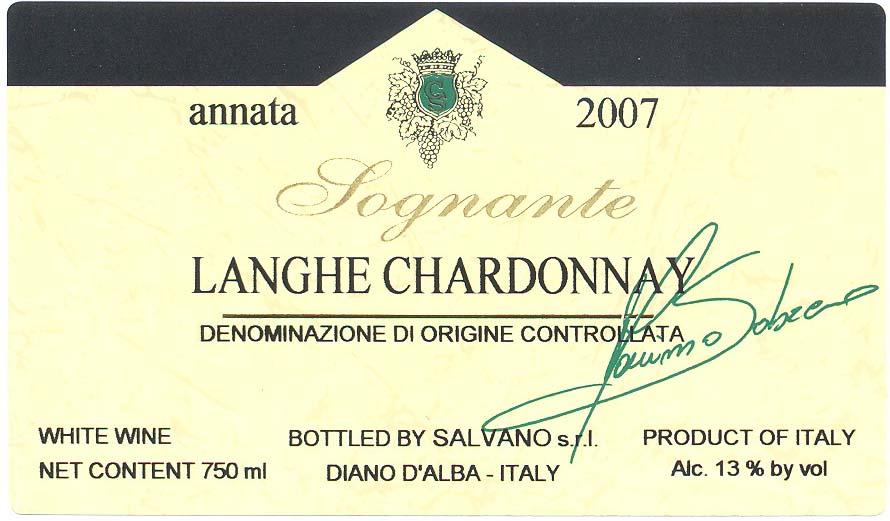 annata 2007
Sognante
LANGHE CHARDONNAY
DENOMINAZIONE DI ORIGINE CONTROLLATA
WHITE WINE BOTTLED BY SALVANO s.r.l. PRODUCT OF ITALY
NET CONTENT 750 ml DIANO D'ALBA - ITALY Alc. 13 % by vol